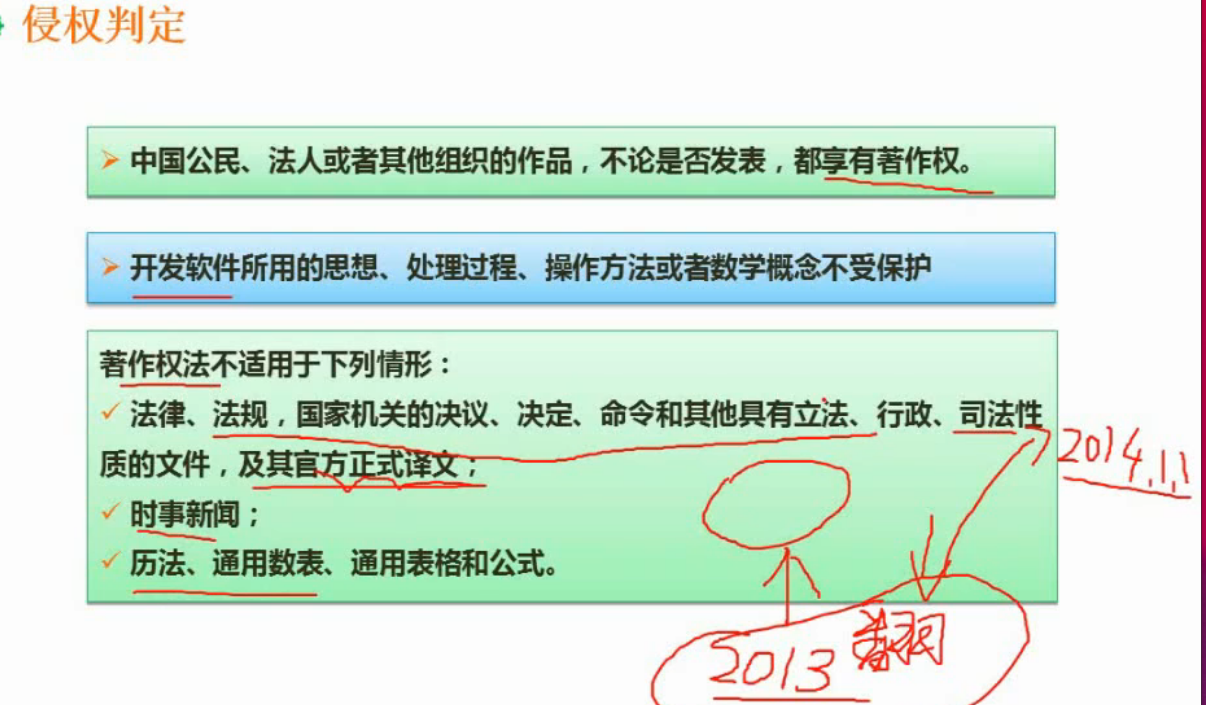 侵权判定
➢ 中国公民、法人或者其他组织的作品，不论是否发表，都享有著作权。
➢ 开发软件所用的思想、处理过程、操作方法或者数学概念不受保护
著作权法不适用于下列情形：
✓ 法律、法规，国家机关的决议、决定、命令和其他具有立法、行政、司法性
质的文件，及其官方正式译文；
2014.1.1
✓ 时事新闻；
✓ 历法、通用数表、通用表格和公式。
2013 翻